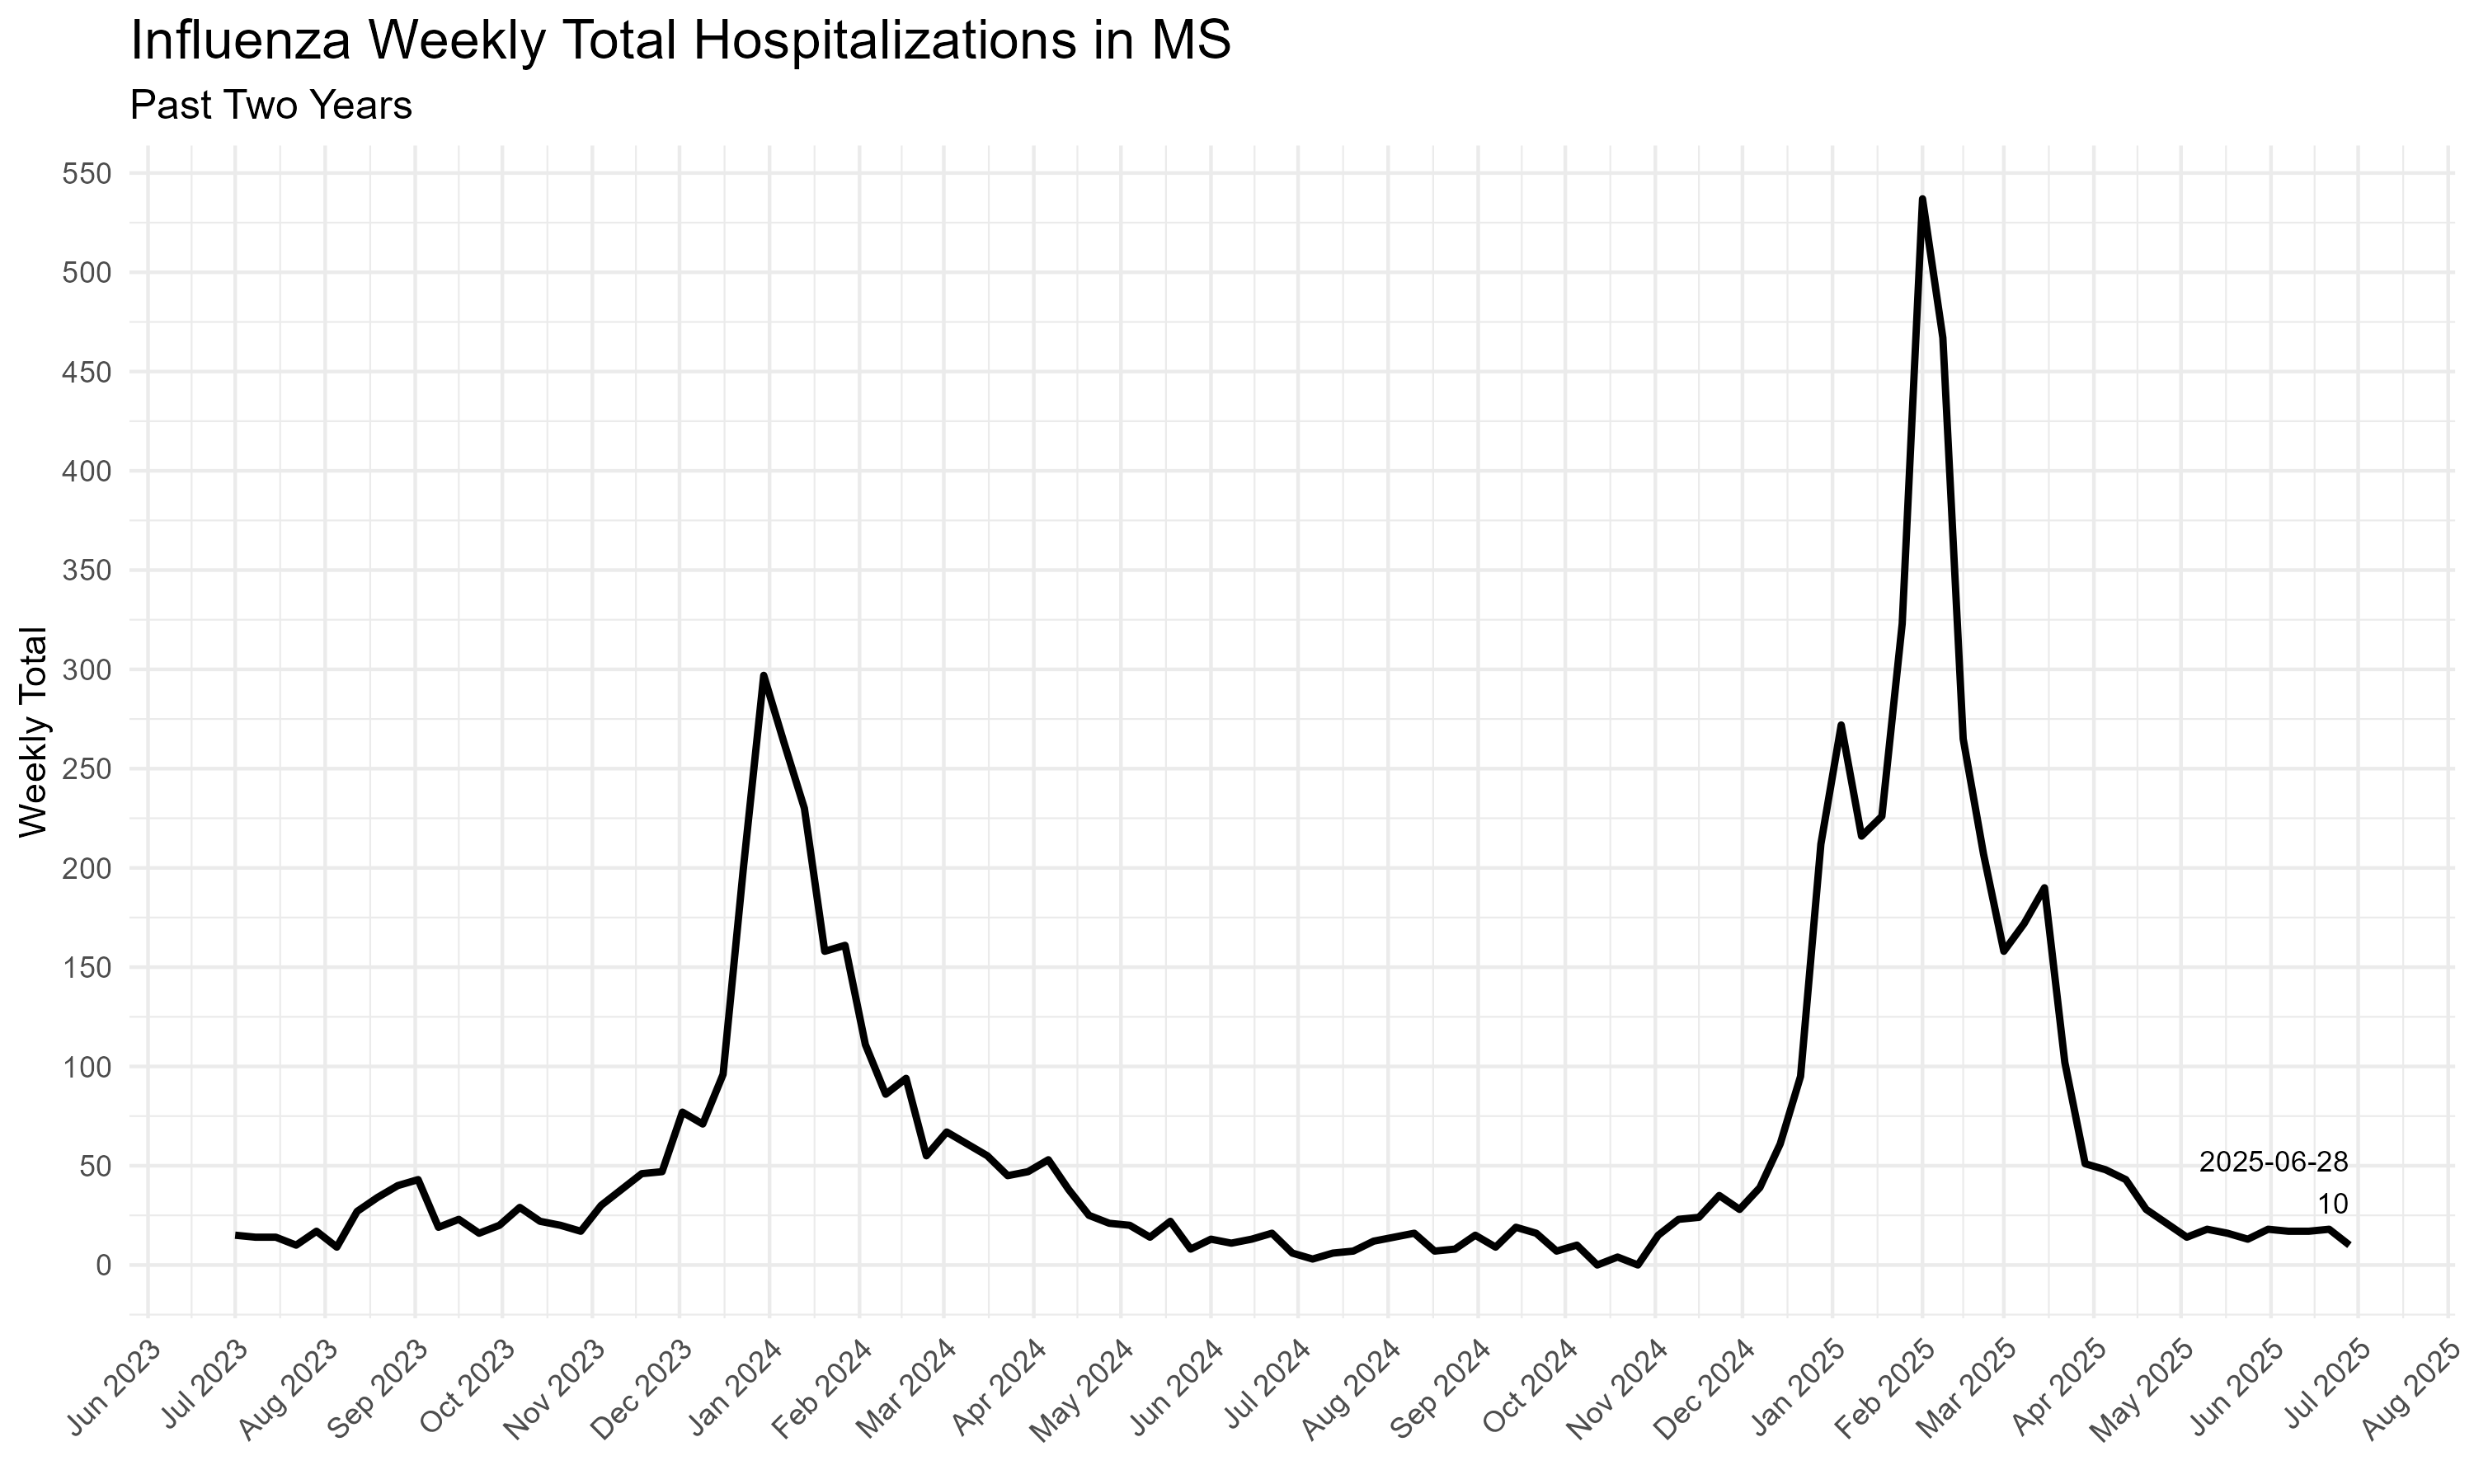 Influenza Weekly Total Hospitalizations in MS
Past Two Years
Weekly Total
550
500
450
400
350
300
250
200
150
100
50
0
2025-06-28
10
Jun 2023
Jul 2023
Aug 2023
Sep 2023
Oct 2023
Nov 2023
Dec 2023
Jan 2024
Feb 2024
Mar 2024
Apr 2024
May 2024
Jun 2024
Jul 2024
Aug 2024
Sep 2024
Oct 2024
Nov 2024
Dec 2024
Jan 2025
Feb 2025
Mar 2025
Apr 2025
May 2025
Jun 2025
Jul 2025
Aug 2025